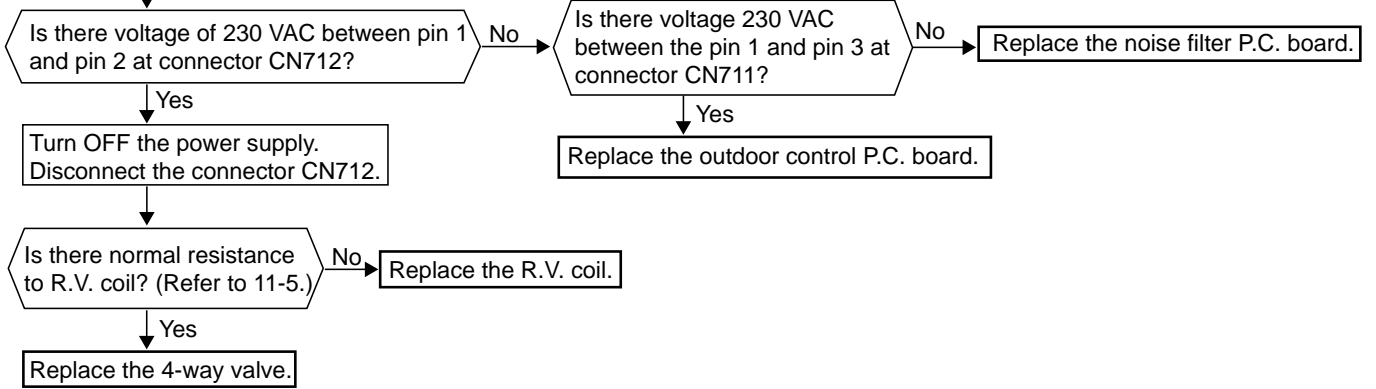 Is there voltage of 230 VAC between pin 1
and pin 2 at connector CN712?
No
Is there voltage 230 VAC
between the pin 1 and pin 3 at
connector CN711?
No
Replace the noise filter P.C. board.
Yes
Yes
Turn OFF the power supply.
Disconnect the connector CN712.
Replace the outdoor control P.C. board.
Is there normal resistance
to R.V. coil? (Refer to 11-5.)
No
Replace the R.V. coil.
Yes
Replace the 4-way valve.